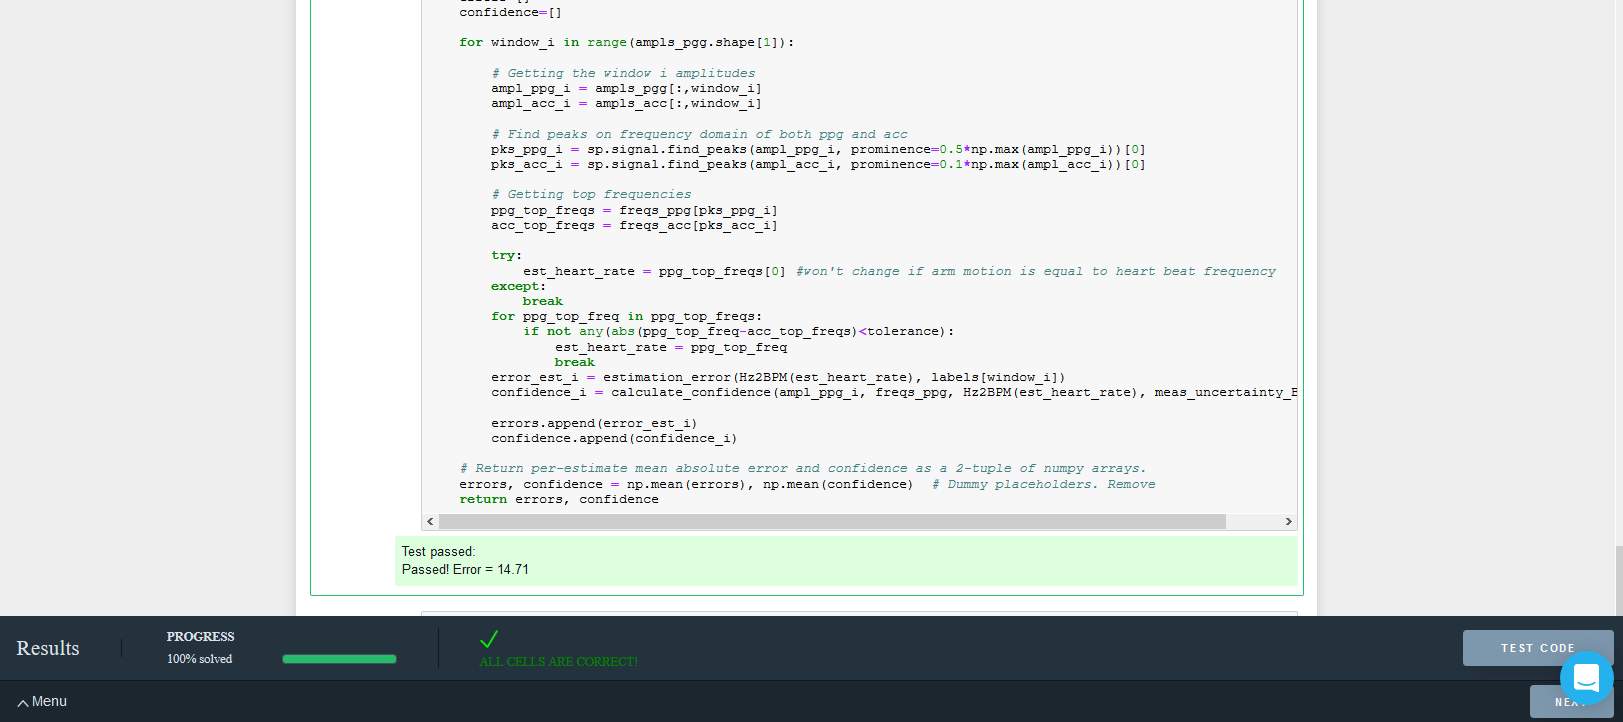 confidence=[]
for window_i in range(ampls_pgg.shape[1]):
# Getting the window i amplitudes
ampl_ppg_i = ampls_pgg[:,window_i]
ampl_acc_i = ampls_acc[:,window_i]
# Find peaks on frequency domain of both ppg and acc
pks_ppg_i = sp.signal.find_peaks(ampl_ppg_i, prominence=0.5*np.max(ampl_ppg_i))[0]
pks_acc_i = sp.signal.find_peaks(ampl_acc_i, prominence=0.1*np.max(ampl_acc_i))[0]
# Getting top frequencies
ppg_top_freqs = freqs_ppg[pks_ppg_i]
acc_top_freqs = freqs_acc[pks_acc_i]
try:
est_heart_rate = ppg_top_freqs[0] #won't change if arm motion is equal to heart beat frequency
except:
break
for ppg_top_freq in ppg_top_freqs:
if not any(abs(ppg_top_freq-acc_top_freqs)<tolerance):
est_heart_rate = ppg_top_freq
break
error_est_i = estimation_error(Hz2BPM(est_heart_rate), labels[window_i])
confidence_i = calculate_confidence(ampl_ppg_i, freqs_ppg, Hz2BPM(est_heart_rate), meas_uncertainty_B
errors.append(error_est_i)
confidence.append(confidence_i)
# Return per-estimate mean absolute error and confidence as a 2-tuple of numpy arrays.
errors, confidence = np.mean(errors), np.mean(confidence) # Dummy placeholders. Remove
return errors, confidence
Test passed:
Passed! Error = 14.71
Results
PROGRESS
100% solved
ALL CELLS ARE CORRECT!
TEST CODE
Menu